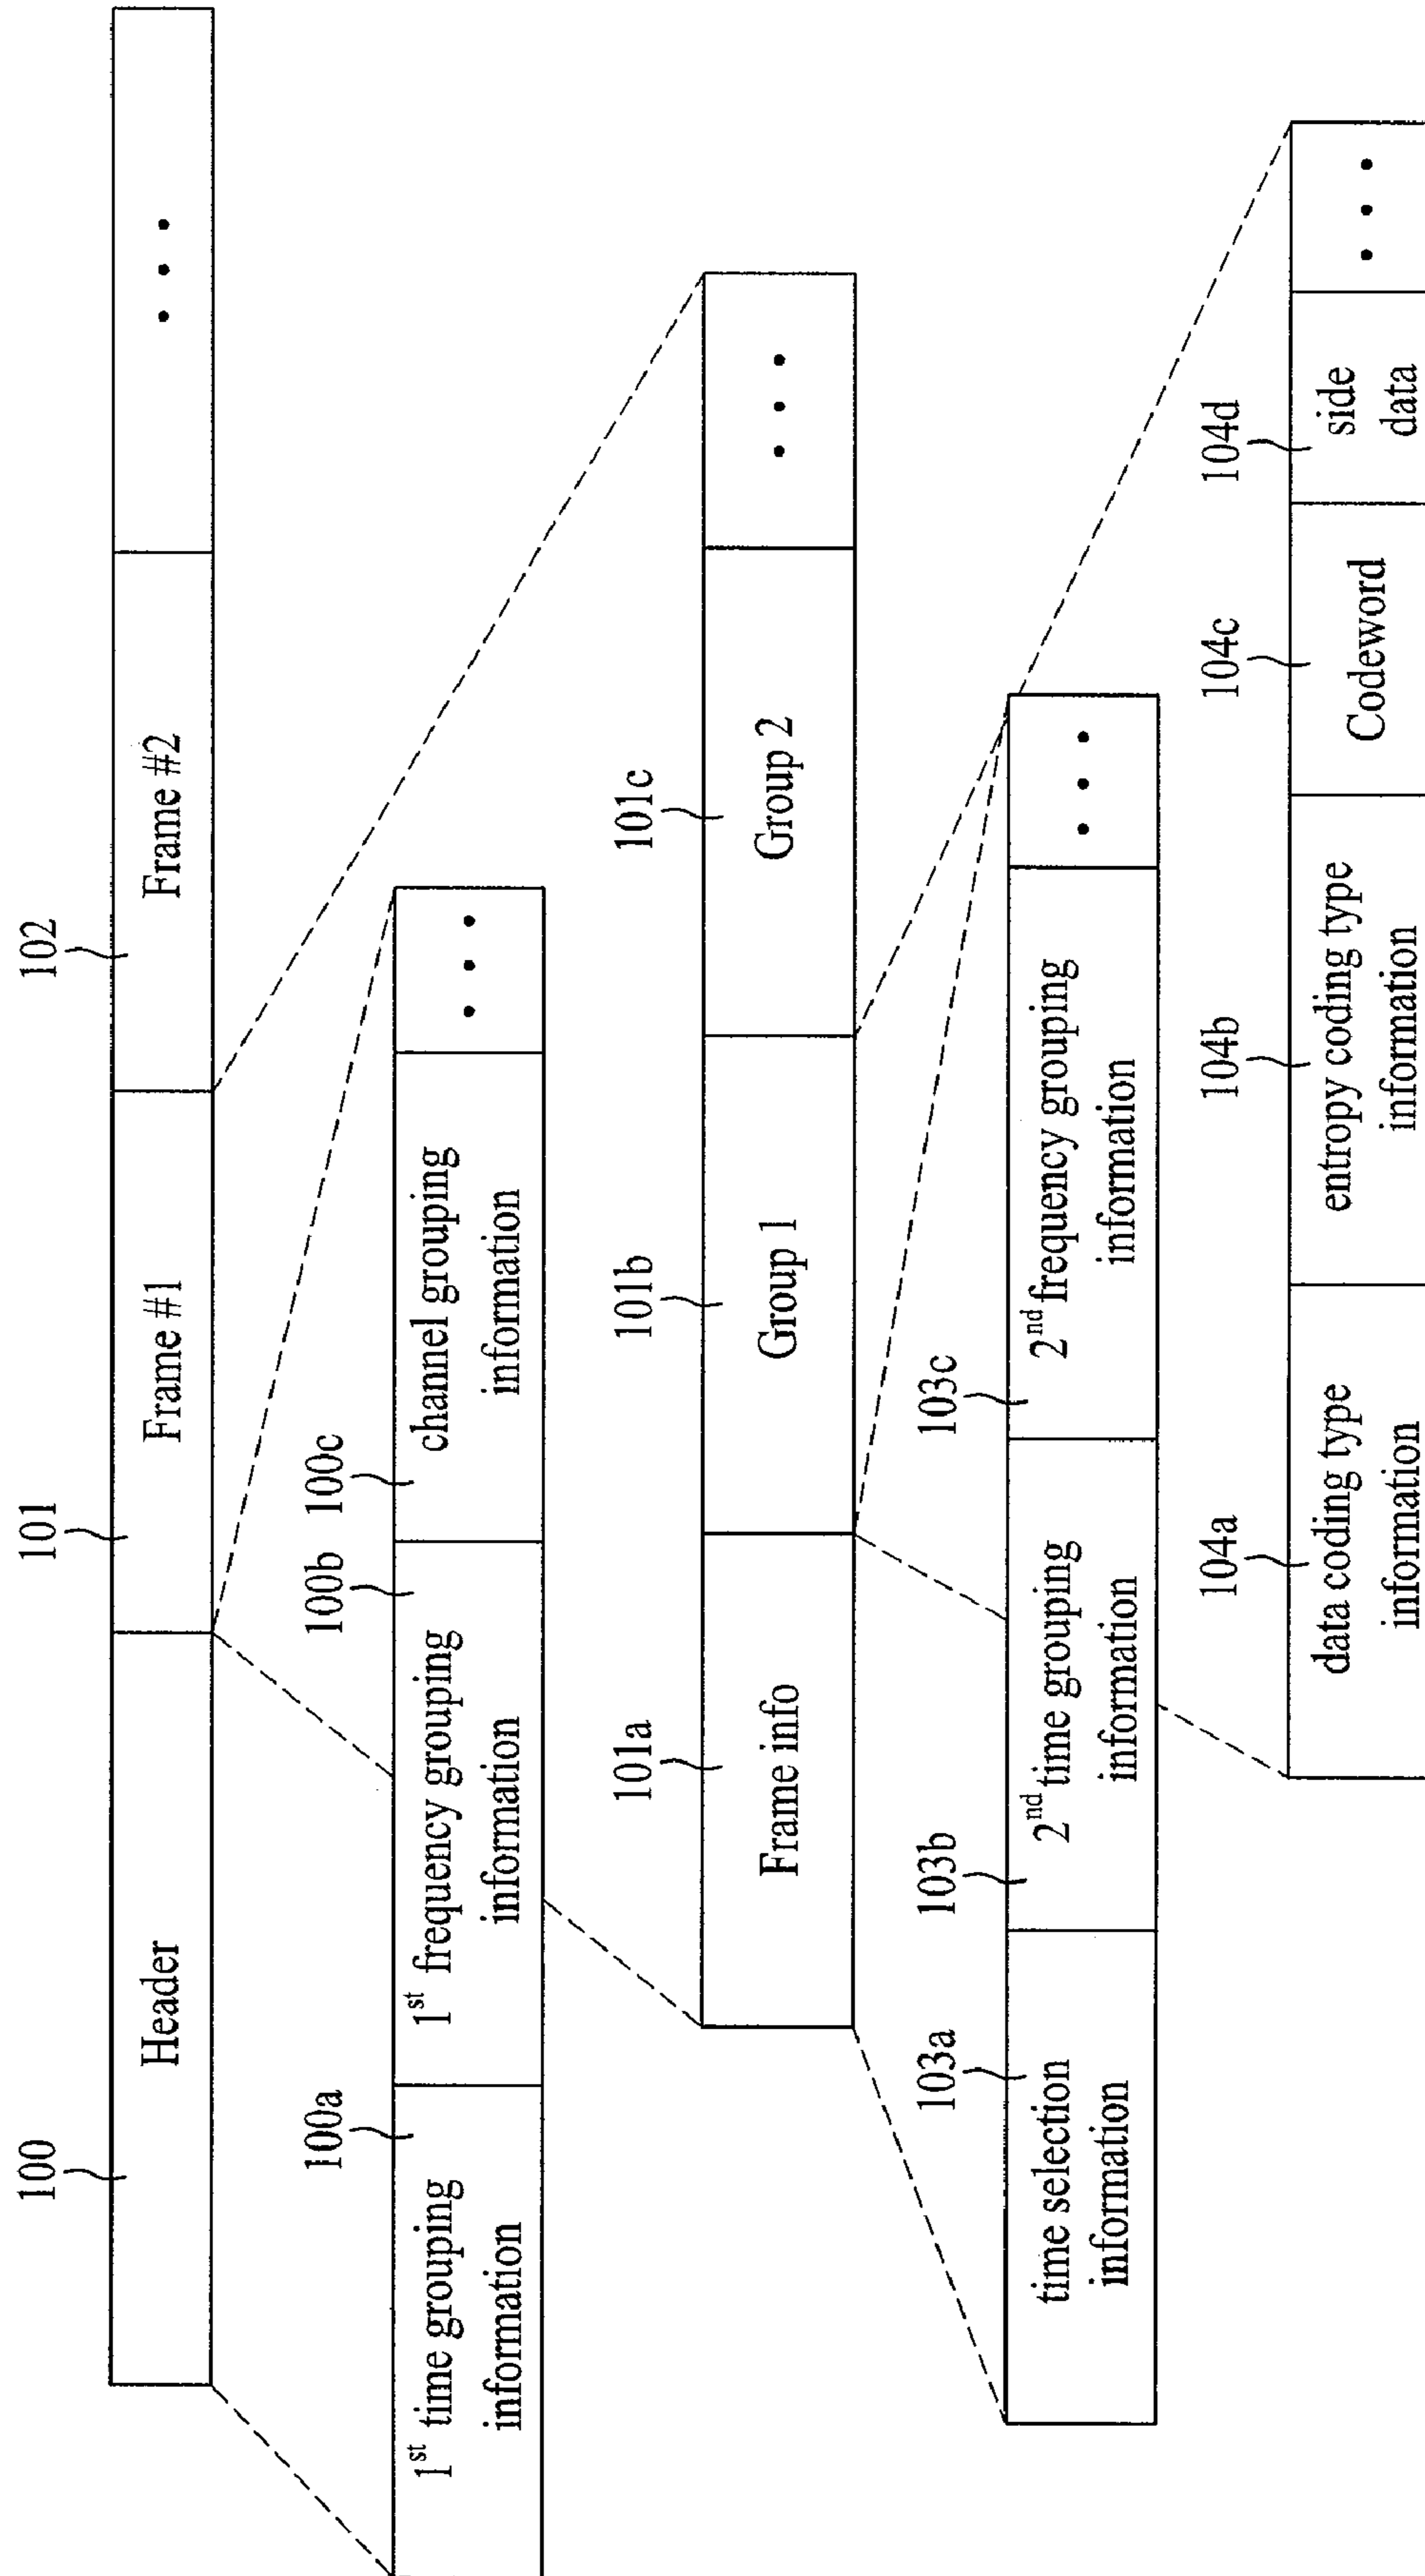 100
101
102
Header
Frame #1
Frame #2
• • •
100a
100b
100c
1st time grouping
information
1st frequency grouping
information
channel grouping
information
• • •
101a
101b
101c
Frame info
Group 1
Group 2
• • •
103a
103b
103c
time selection
information
2nd time grouping
information
2nd frequency grouping
information
• • •
104a
104b
104c
104d
data coding type
information
entropy coding type
information
Codeword
side
data
• • •